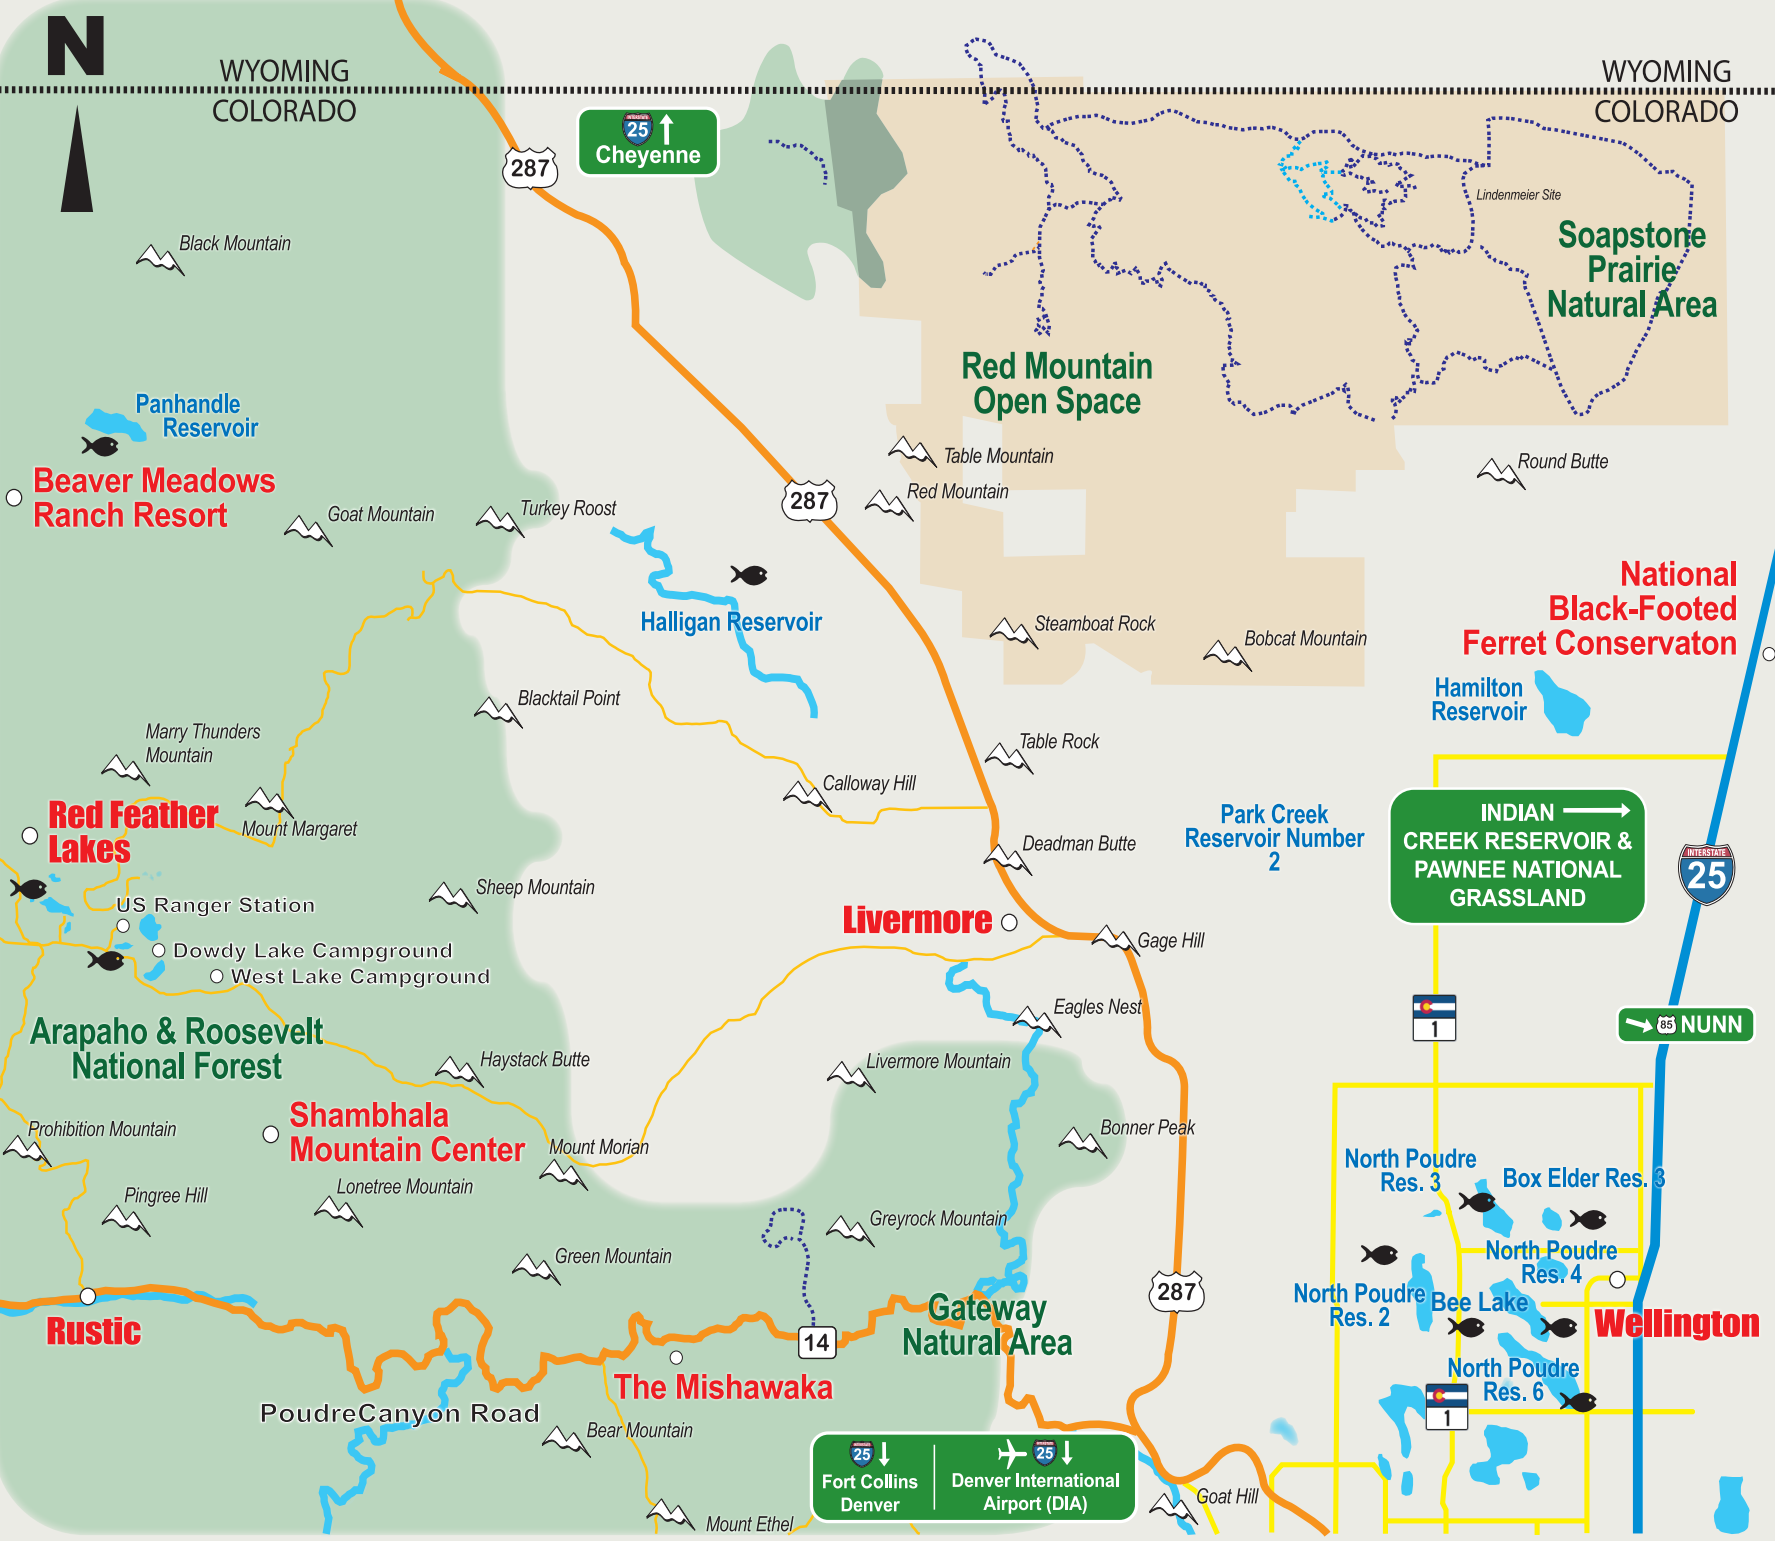 N
WYOMING
COLORADO
WYOMING
COLORADO
INTERSTATE
25
Cheyenne
287
Black Mountain
Lindenmeier Site
Soapstone
Prairie
Natural Area
Red Mountain
Open Space
Panhandle
Reservoir
Beaver Meadows
Ranch Resort
Goat Mountain
Turkey Roost
287
Table Mountain
Red Mountain
Round Butte
Halligan Reservoir
Steamboat Rock
Bobcat Mountain
National
Black-Footed
Ferret Conservaton
Hamilton
Reservoir
Blacktail Point
Marry Thunders
Mountain
Table Rock
Calloway Hill
Red Feather
Lakes
Mount Margaret
Park Creek
Reservoir Number
2
Deadman Butte
INDIAN
CREEK RESERVOIR &
PAWNEE NATIONAL
GRASSLAND
INTERSTATE
25
Sheep Mountain
US Ranger Station
Livermore
Gage Hill
Dowdy Lake Campground
West Lake Campground
Eagles Nest
1
85 NUNN
Arapaho & Roosevelt
National Forest
Haystack Butte
Livermore Mountain
Shambhala
Mountain Center
Prohibition Mountain
Mount Morian
Bonner Peak
North Poudre
Res. 3
Box Elder Res. 3
Pingree Hill
Lonetree Mountain
Greyrock Mountain
Green Mountain
North Poudre
Res. 4
287
North Poudre
Res. 2
Bee Lake
Gateway
Natural Area
Rustic
14
Wellington
The Mishawaka
North Poudre
Res. 6
PoudreCanyon Road
1
Bear Mountain
INTERSTATE
25
Fort Collins
Denver
INTERSTATE
25
Denver International
Airport (DIA)
Goat Hill
Mount Ethel